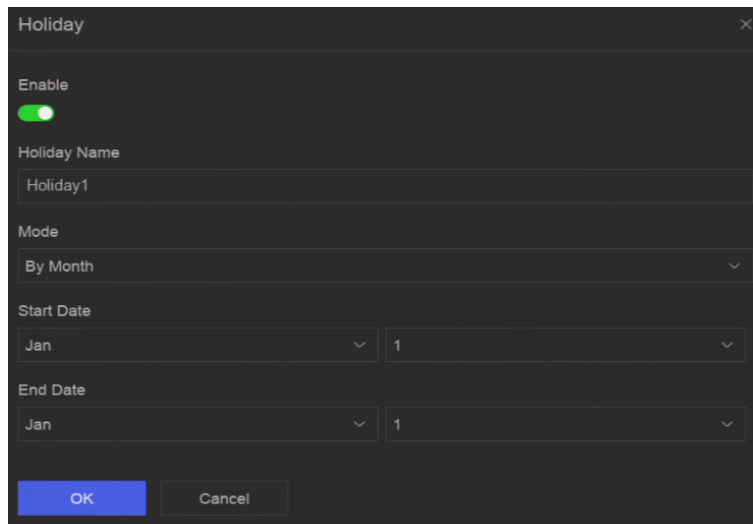 Holiday
Enable
Holiday Name
Holiday1
Mode
By Month
Start Date
Jan 1
End Date
Jan 1
OK Cancel